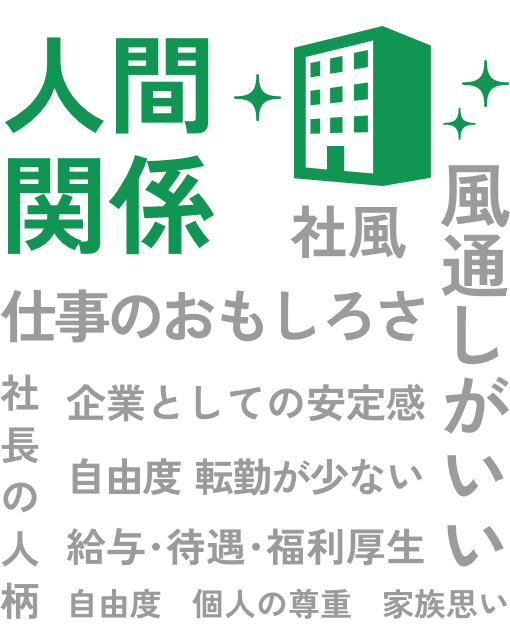 人間
関係
社風
風通しがいい
仕事のおもしろさ
社長の人柄
企業としての安定感
自由度 転勤が少ない
給与・待遇・福利厚生
自由度 個人の尊重 家族思い